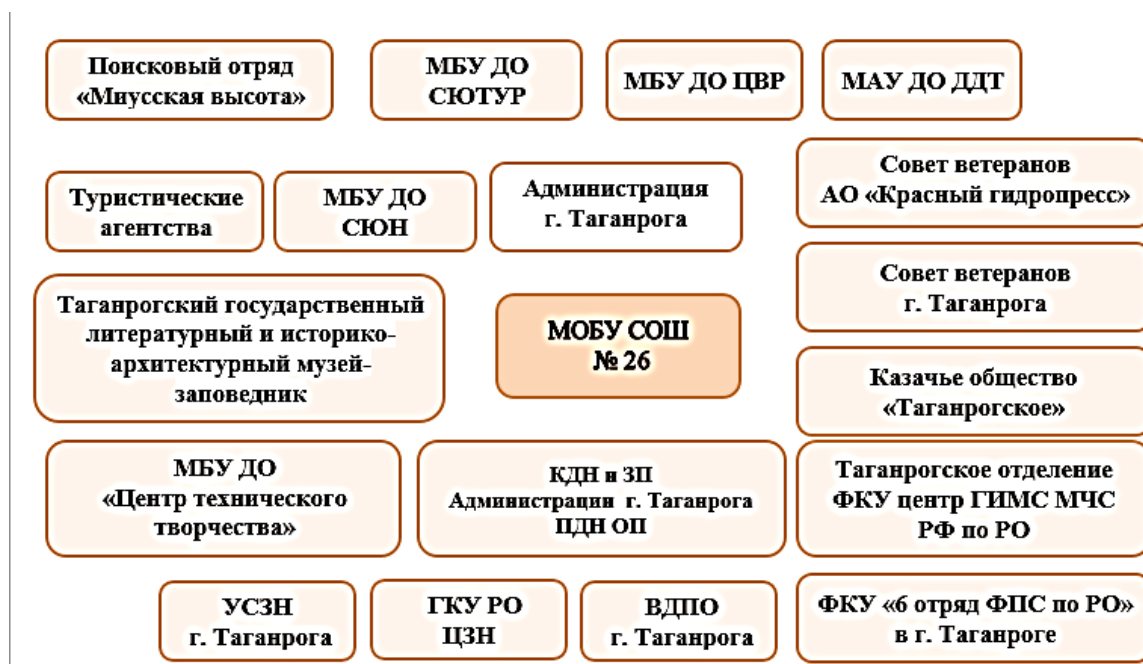 Поисковый отряд
«Миусская высота»
МБУ ДО
СЮТУР
МБУ ДО ЦВР
МАУ ДО ДДТ
Туристические
агентства
МБУ ДО
СЮН
Администрация
г. Таганрога
Совет ветеранов
АО «Красный гидропресс»
Совет ветеранов
г. Таганрога
Таганрогский государственный
литературный и историко-
архитектурный музей-
заповедник
МОБУ СОШ
№ 26
Казачье общество
«Таганрогское»
МБУ ДО
«Центр технического
творчества»
КДН и ЗП
Администрации г. Таганрога
ПДН ОП
Таганрогское отделение
ФКУ центр ГИМС МЧС
РФ по РО
УСЗН
г. Таганрога
ГКУ РО
ЦЗН
ВДПО
г. Таганрога
ФКУ «6 отряд ФПС по РО»
в г. Таганроге